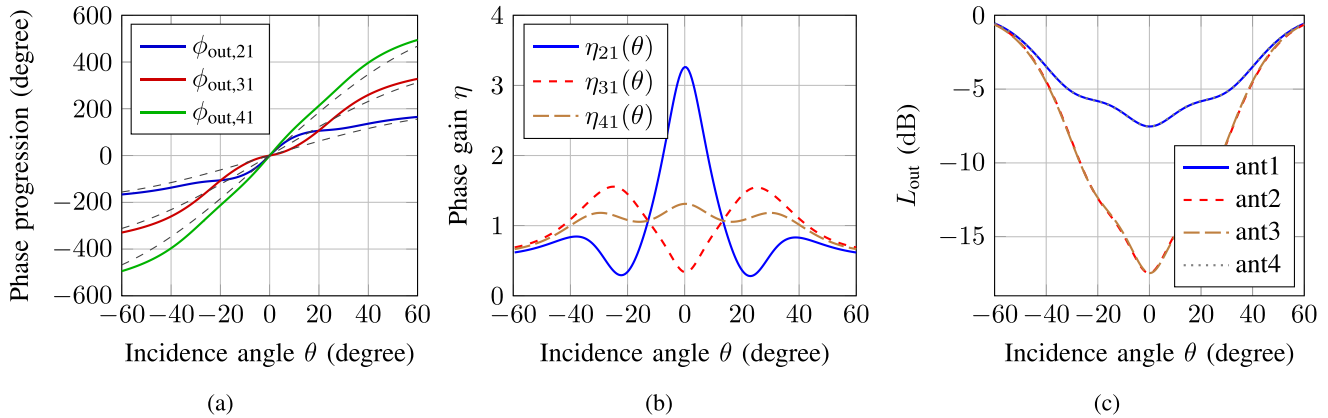 600
400
200
0
−200
−400
−600
−60
−40
−20
0
20
40
60
Phase progression (degree)
Incidence angle θ (degree)
ϕout,21
ϕout,31
ϕout,41
(a)
4
3
2
1
0
−60
−40
−20
0
20
40
60
Phase gain η
Incidence angle θ (degree)
η21(θ)
η31(θ)
η41(θ)
(b)
0
−5
−10
−15
−60
−40
−20
0
20
40
60
Lout (dB)
Incidence angle θ (degree)
ant1
ant2
ant3
ant4
(c)